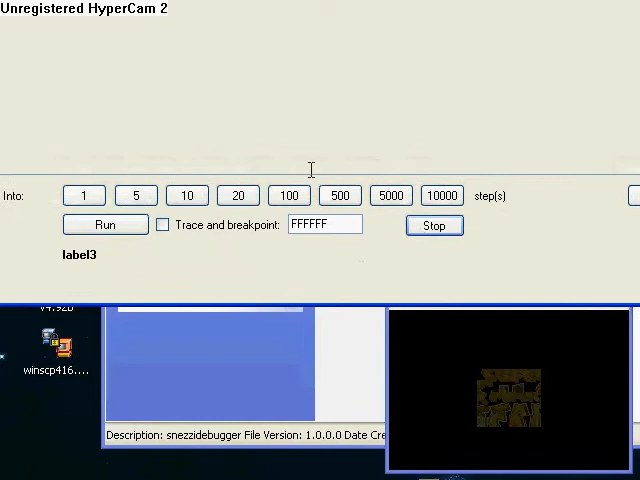 Unregistered HyperCam 2
Into: 1 5 10 20 100 500 5000 10000 step(s)
Run Trace and breakpoint: FFFFFF Stop
label3
winscp416....
Description: snezzidebugger File Version: 1.0.0.0 Date Cre